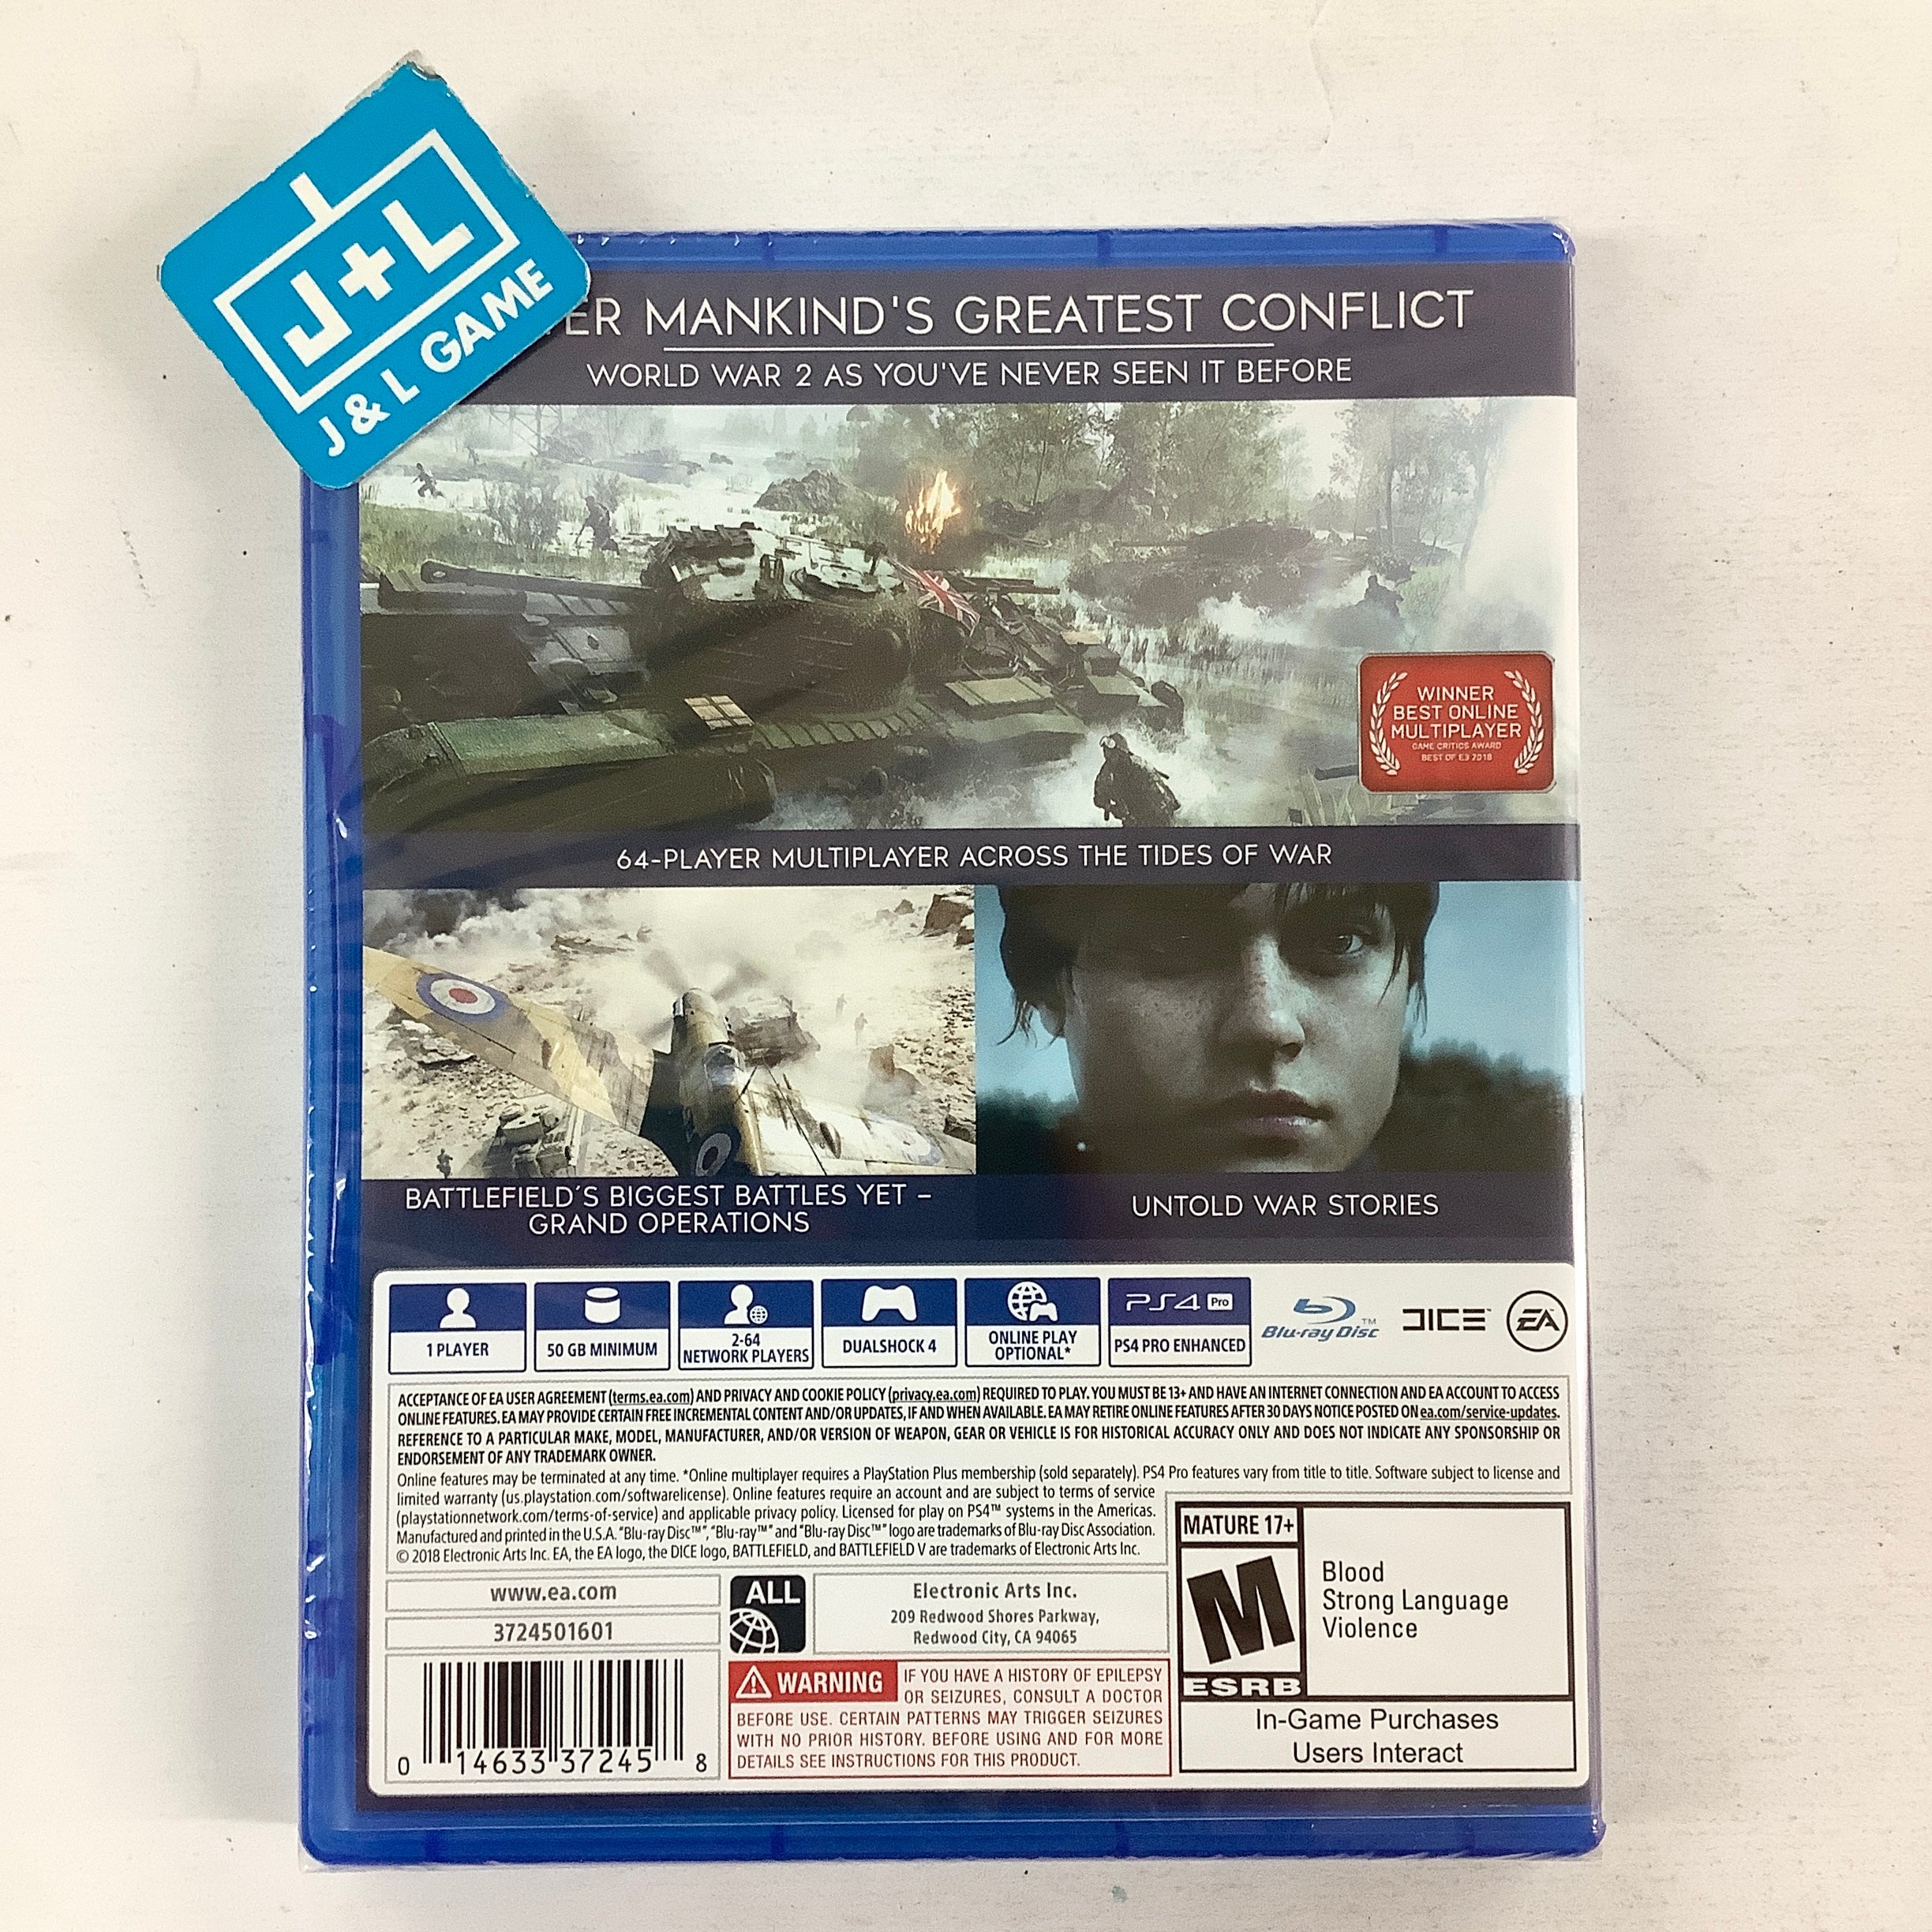 J+L
J & L GAME
MANKIND'S GREATEST CONFLICT
WORLD WAR 2 AS YOU'VE NEVER SEEN IT BEFORE
WINNER
BEST ONLINE
MULTIPLAYER
GAME CRITICS AWARD
BEST OF E3 2018
64-PLAYER MULTIPLAYER ACROSS THE TIDES OF WAR
BATTLEFIELD'S BIGGEST BATTLES YET –
GRAND OPERATIONS
UNTOLD WAR STORIES
1 PLAYER
50 GB MINIMUM
2-64
NETWORK PLAYERS
DUALSHOCK 4
ONLINE PLAY
OPTIONAL*
PS4 Pro
PS4 PRO ENHANCED
Blu-ray Disc™
DICE™
EA
ACCEPTANCE OF EA USER AGREEMENT (terms.ea.com) AND PRIVACY AND COOKIE POLICY (privacy.ea.com) REQUIRED TO PLAY. YOU MUST BE 13+ AND HAVE AN INTERNET CONNECTION AND EA ACCOUNT TO ACCESS
ONLINE FEATURES. EA MAY PROVIDE CERTAIN FREE INCREMENTAL CONTENT AND/OR UPDATES, IF AND WHEN AVAILABLE. EA MAY RETIRE ONLINE FEATURES AFTER 30 DAYS NOTICE POSTED ON ea.com/service-updates.
REFERENCE TO A PARTICULAR MAKE, MODEL, MANUFACTURER, AND/OR VERSION OF WEAPON, GEAR OR VEHICLE IS FOR HISTORICAL ACCURACY ONLY AND DOES NOT INDICATE ANY SPONSORSHIP OR
ENDORSEMENT OF ANY TRADEMARK OWNER.
Online features may be terminated at any time. *Online multiplayer requires a PlayStation Plus membership (sold separately). PS4 Pro features vary from title to title. Software subject to license and
limited warranty (us.playstation.com/softwarelicense). Online features require an account and are subject to terms of service
(playstationnetwork.com/terms-of-service) and applicable privacy policy. Licensed for play on PS4™ systems in the Americas.
Manufactured and printed in the U.S.A. "Blu-ray Disc™", "Blu-ray™" and "Blu-ray Disc™" logo are trademarks of Blu-ray Disc Association.
© 2018 Electronic Arts Inc. EA, the EA logo, the DICE logo, BATTLEFIELD, and BATTLEFIELD V are trademarks of Electronic Arts Inc.
www.ea.com
3724501601
0 14633 37245 8
ALL
Electronic Arts Inc.
209 Redwood Shores Parkway,
Redwood City, CA 94065
WARNING IF YOU HAVE A HISTORY OF EPILEPSY
OR SEIZURES, CONSULT A DOCTOR
BEFORE USE. CERTAIN PATTERNS MAY TRIGGER SEIZURES
WITH NO PRIOR HISTORY. BEFORE USING AND FOR MORE
DETAILS SEE INSTRUCTIONS FOR THIS PRODUCT.
MATURE 17+
M
ESRB
Blood
Strong Language
Violence
In-Game Purchases
Users Interact